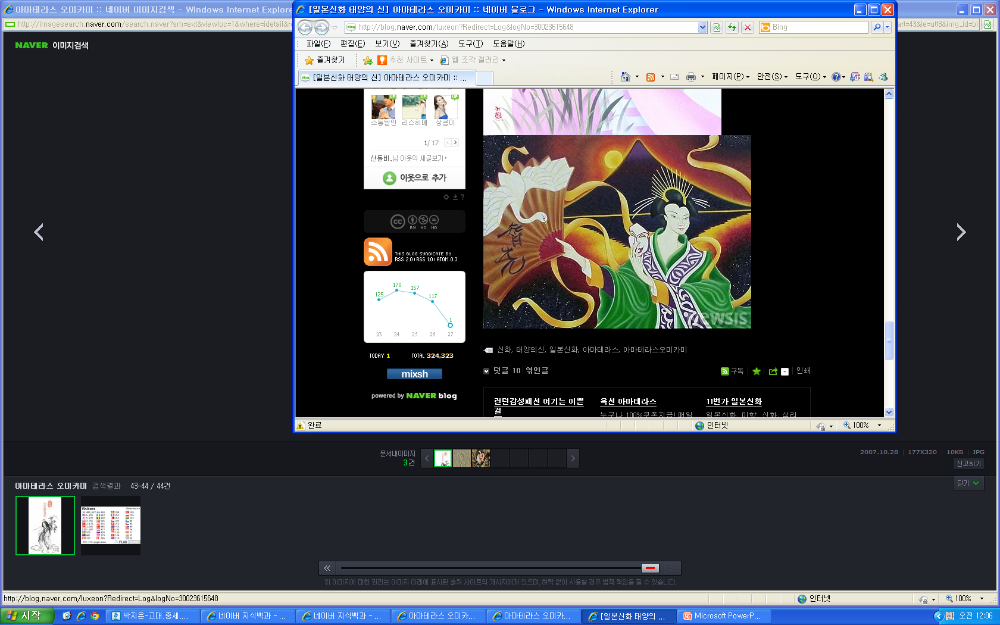 아마테라스 오미카미 :: 네이버 이미지검색 - Windows Internet Explore
http://imagesearch.naver.com/search.naver?sm=ext&viewloc=1&where=idetail&re
art=43&ie=utf8&img_id=bl
NAVER 이미지검색
[일본신화 태양의 신] 아마테라스 오미카미 :: 네이버 블로그 - Windows Internet Explorer
http://blog.naver.com/luxeon?Redirect=Log&logNo=30023615648
Bing
파일(F) 편집(E) 보기(V) 즐겨찾기(A) 도구(T) 도움말(H)
즐겨찾기 추천 사이트 웹 조각 갤러리
blog [일본신화 태양의 신] 아마테라스 오미카미 :: ...
페이지(P) 안전(S) 도구(O)
UP UP UP
소통달인 리스히메 상큼이
1/ 17
산들바..님 이웃의 새글보기
이웃으로 추가
cc BY NC ND
THIS BLOG SYNDICATE BY
RSS 2.0 | RSS 1.0 | ATOM 0.3
125 170 157 117 1
23 24 25 26 27
TODAY 1 TOTAL 324,323
mixsh
powered by NAVER blog
NEWSIS
신화, 태양의신, 일본신화, 아마테라스, 아마테라스오미카미
덧글 10 | 엮인글
구독 인쇄
런던감성패션 여기는 이쁜걸
옥션 아마테라스
누구나 100%쿠폰지급! 매일
11번가 일본신화
일본신화, 미학, 신화, 심리
완료 인터넷 100%
문서내이미지
3건
2007.10.28 | 177X320 | 10KB | JPG
신고하기
아마테라스 오미카미 검색결과 | 43-44 / 44건
닫기
Visitors
FLAG
위 이미지에 대한 권리는 이미지 아래에 표시된 출처 사이트의 게시자에게 있으며, 허락 없이 사용할 경우 법적 책임을 질 수 있습니다.
http://blog.naver.com/luxeon?Redirect=Log&logNo=30023615648
인터넷 100%
시작
박지은-고대,중세,...
네이버 지식백과 - ...
네이버 지식백과 - ...
아마테라스 오미카...
아마테라스 오미카...
[일본신화 태양의 ...
Microsoft PowerP...
한 오전 12:06